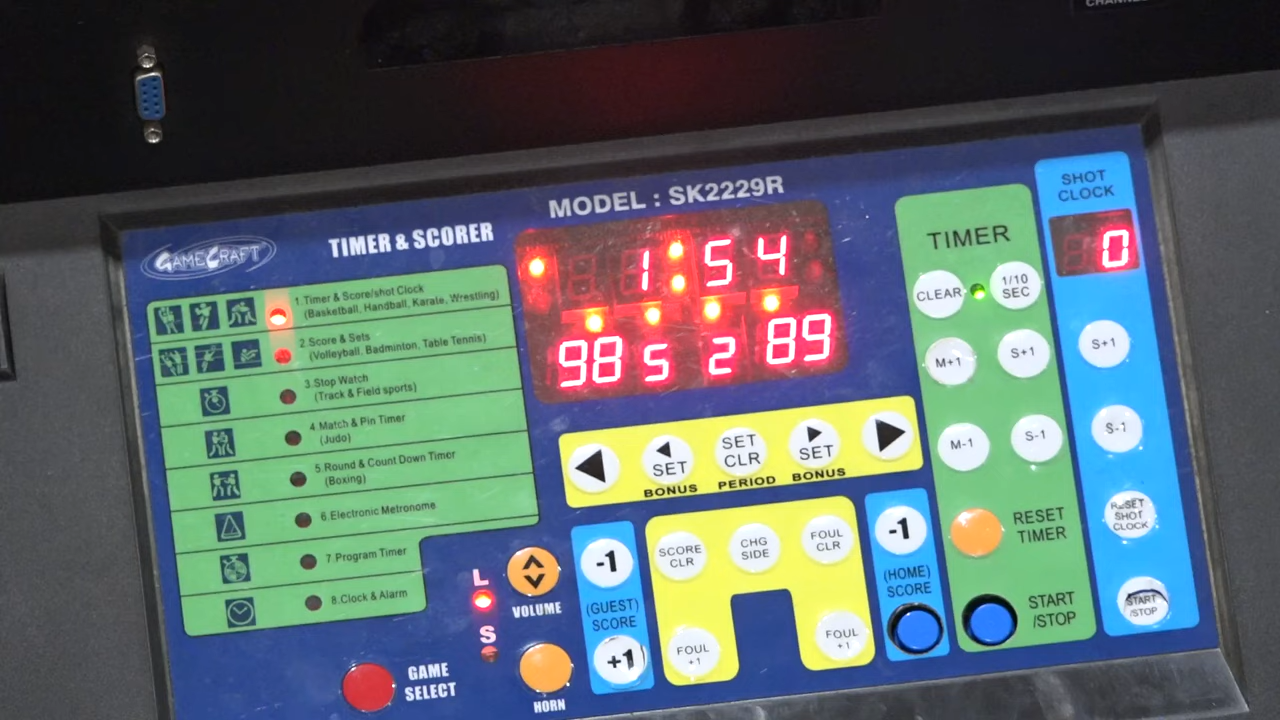 CHANNEL
MODEL : SK2229R
GAMECRAFT
TIMER & SCORER
1.Timer & Score/shot Clock
(Basketball, Handball, Karate, Wrestling)
2.Score & Sets
(Volleyball, Badminton, Table Tennis)
3.Stop Watch
(Track & Field sports)
4.Match & Pin Timer
(Judo)
5.Round & Count Down Timer
(Boxing)
6.Electronic Metronome
7.Program Timer
8.Clock & Alarm
1:54
98 5 2 89
SET
BONUS
SET
CLR
PERIOD
SET
BONUS
L
S
VOLUME
HORN
GAME
SELECT
-1
(GUEST)
SCORE
+1
SCORE
CLR
CHG
SIDE
FOUL
CLR
FOUL
+1
FOUL
+1
-1
(HOME)
SCORE
TIMER
CLEAR
1/10
SEC
M+1
S+1
M-1
S-1
RESET
TIMER
START
/STOP
SHOT
CLOCK
0
S+1
S-1
RESET
SHOT
CLOCK
START
/STOP